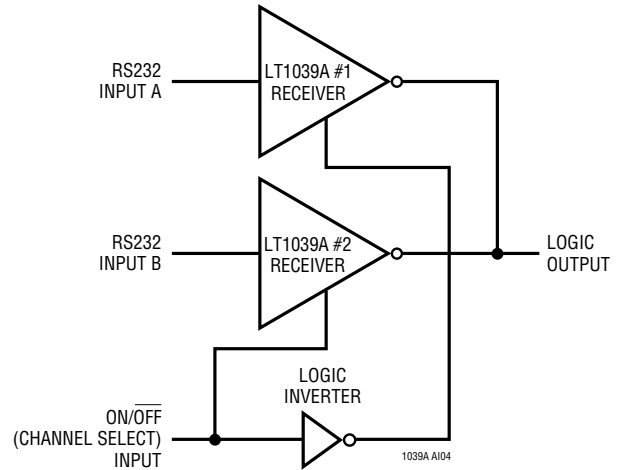 RS232
INPUT A
LT1039A #1
RECEIVER
RS232
INPUT B
LT1039A #2
RECEIVER
LOGIC
OUTPUT
LOGIC
INVERTER
ON/OFF
(CHANNEL SELECT)
INPUT
1039A AI04